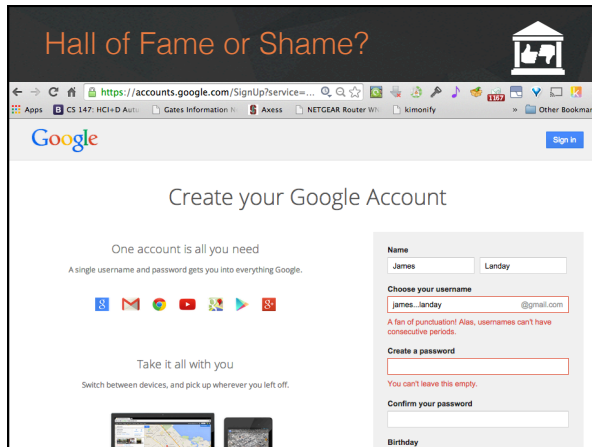 Hall of Fame or Shame?
https://accounts.google.com/SignUp?service=...
1167
Apps
CS 147: HCI+D Auto
Gates Information N
Axess
NETGEAR Router WN
kimonify
»
Other Bookmar
Google
Sign in
Create your Google Account
One account is all you need
A single username and password gets you into everything Google.
Take it all with you
Switch between devices, and pick up wherever you left off.
Name
James
Landay
Choose your username
james...landay
@gmail.com
A fan of punctuation! Alas, usernames can't have
consecutive periods.
Create a password
You can't leave this empty.
Confirm your password
Birthday